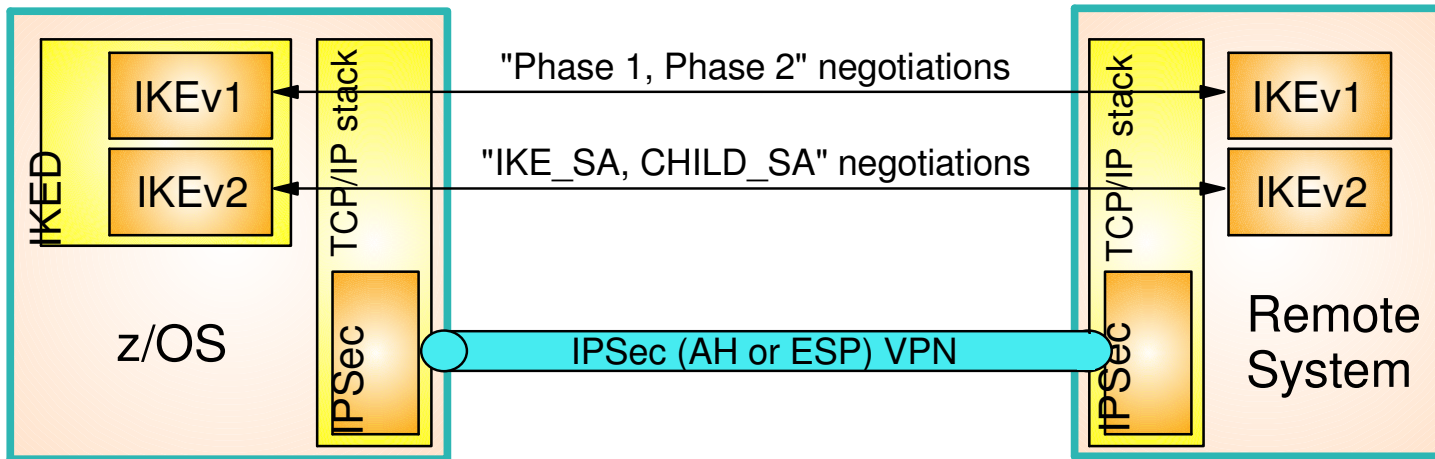 IKED
IKEv1
IKEv2
TCP/IP stack
IPSec
z/OS
"Phase 1, Phase 2" negotiations
"IKE_SA, CHILD_SA" negotiations
IPSec (AH or ESP) VPN
TCP/IP stack
IPSec
IKEv1
IKEv2
Remote
System